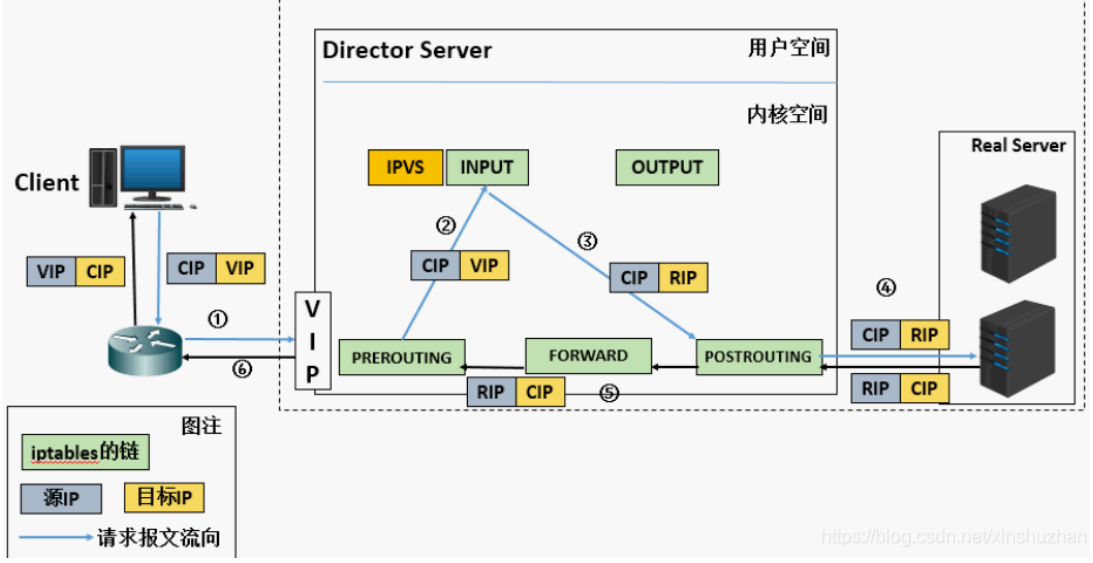 Director Server
用户空间
内核空间
Real Server
IPVS
INPUT
OUTPUT
Client
②
③
CIP VIP
CIP RIP
VIP CIP
CIP VIP
④
①
V
I
P
CIP RIP
PREROUTING
FORWARD
POSTROUTING
⑥
RIP CIP
⑤
RIP CIP
图注
iptables的链
源IP
目标IP
请求报文流向
https://blog.csdn.net/xinshuzhan